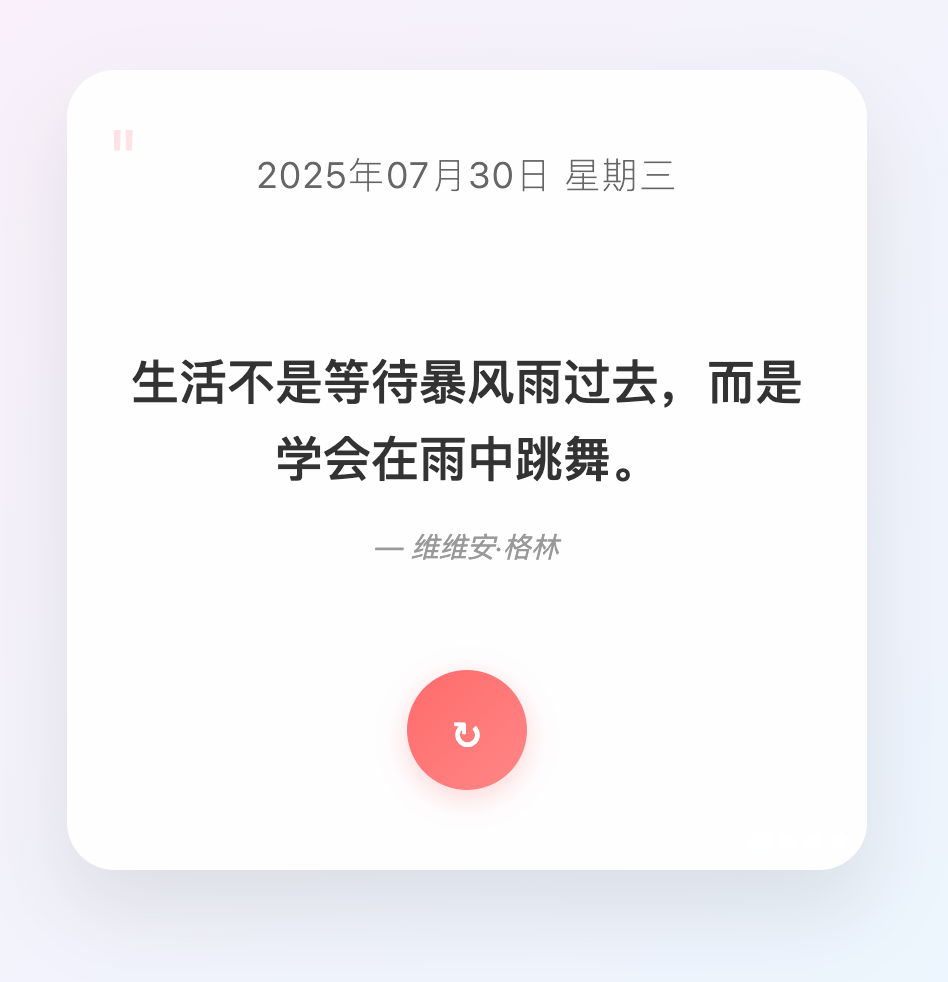 "
2025年07月30日 星期三
生活不是等待暴风雨过去，而是
学会在雨中跳舞。
— 维维安·格林
↻